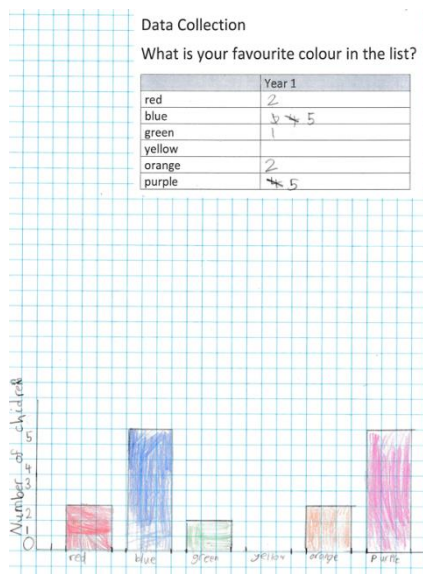 Data Collection
What is your favourite colour in the list?
Year 1
red 2
blue 5
green 1
yellow
orange 2
purple 5
Number of chidren
5
4
3
2
1
0
red blue green yellow orange purple